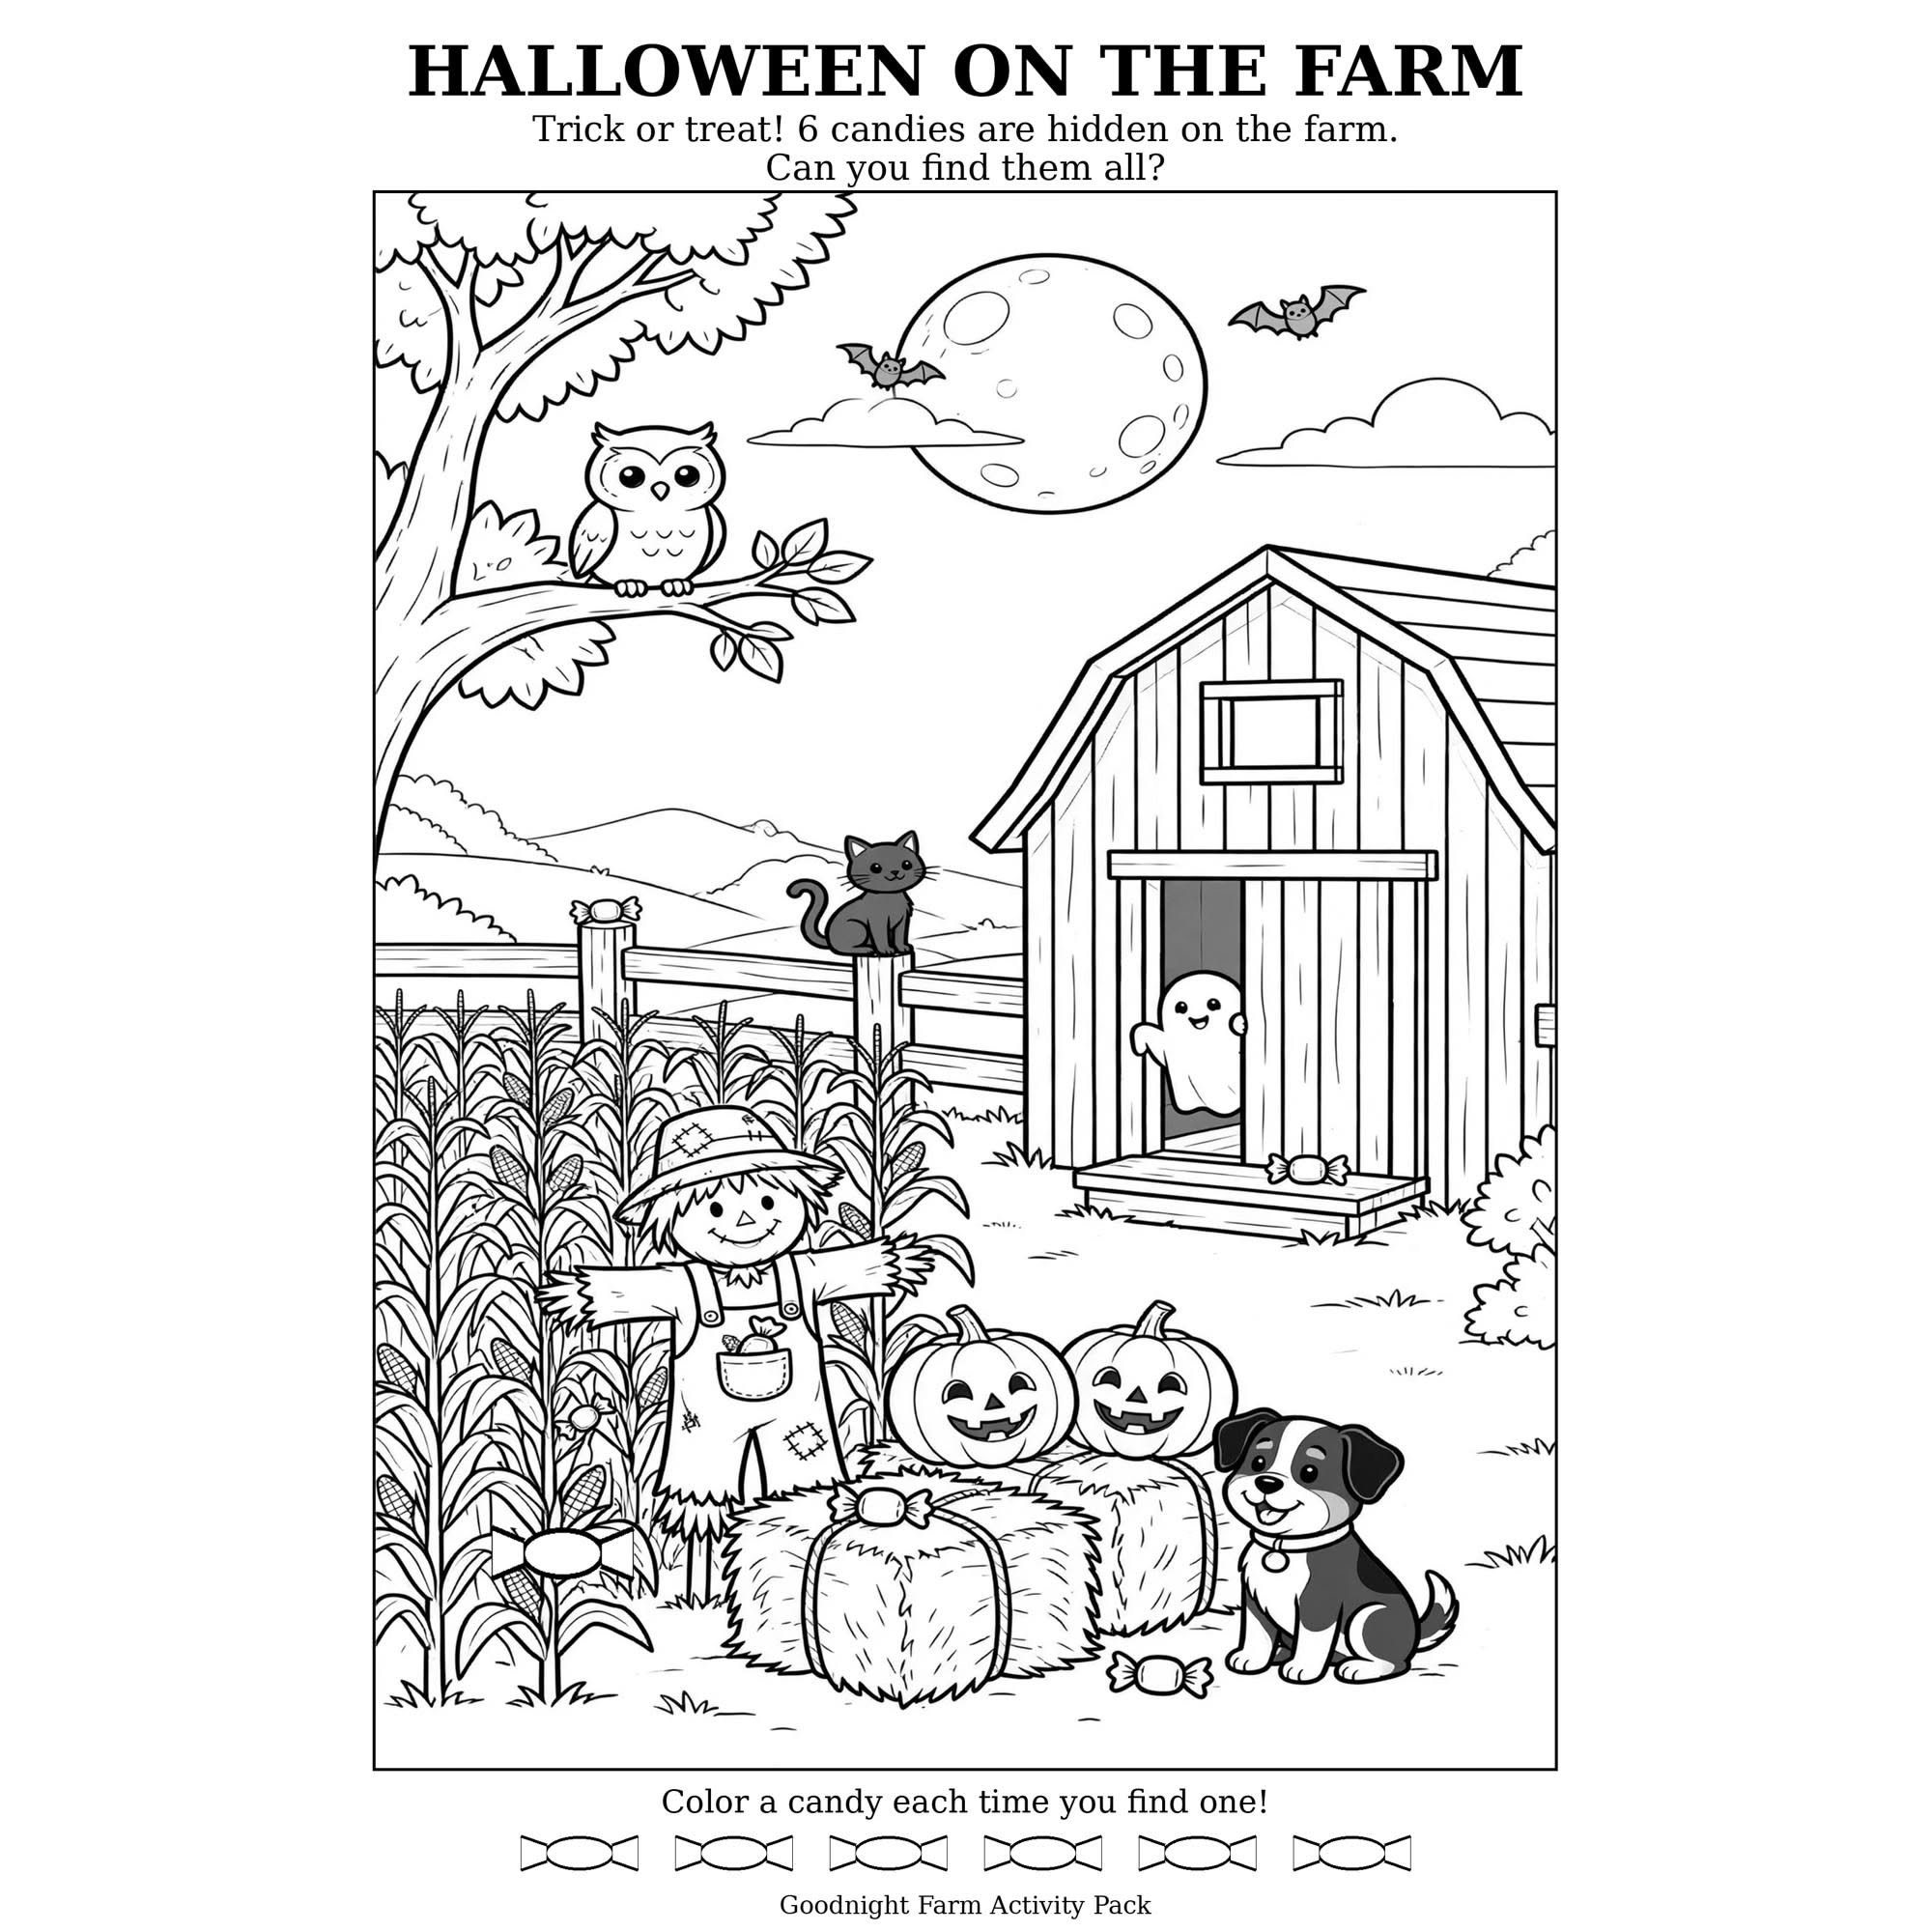 HALLOWEEN ON THE FARM
Trick or treat! 6 candies are hidden on the farm.
Can you find them all?
Color a candy each time you find one!
Goodnight Farm Activity Pack